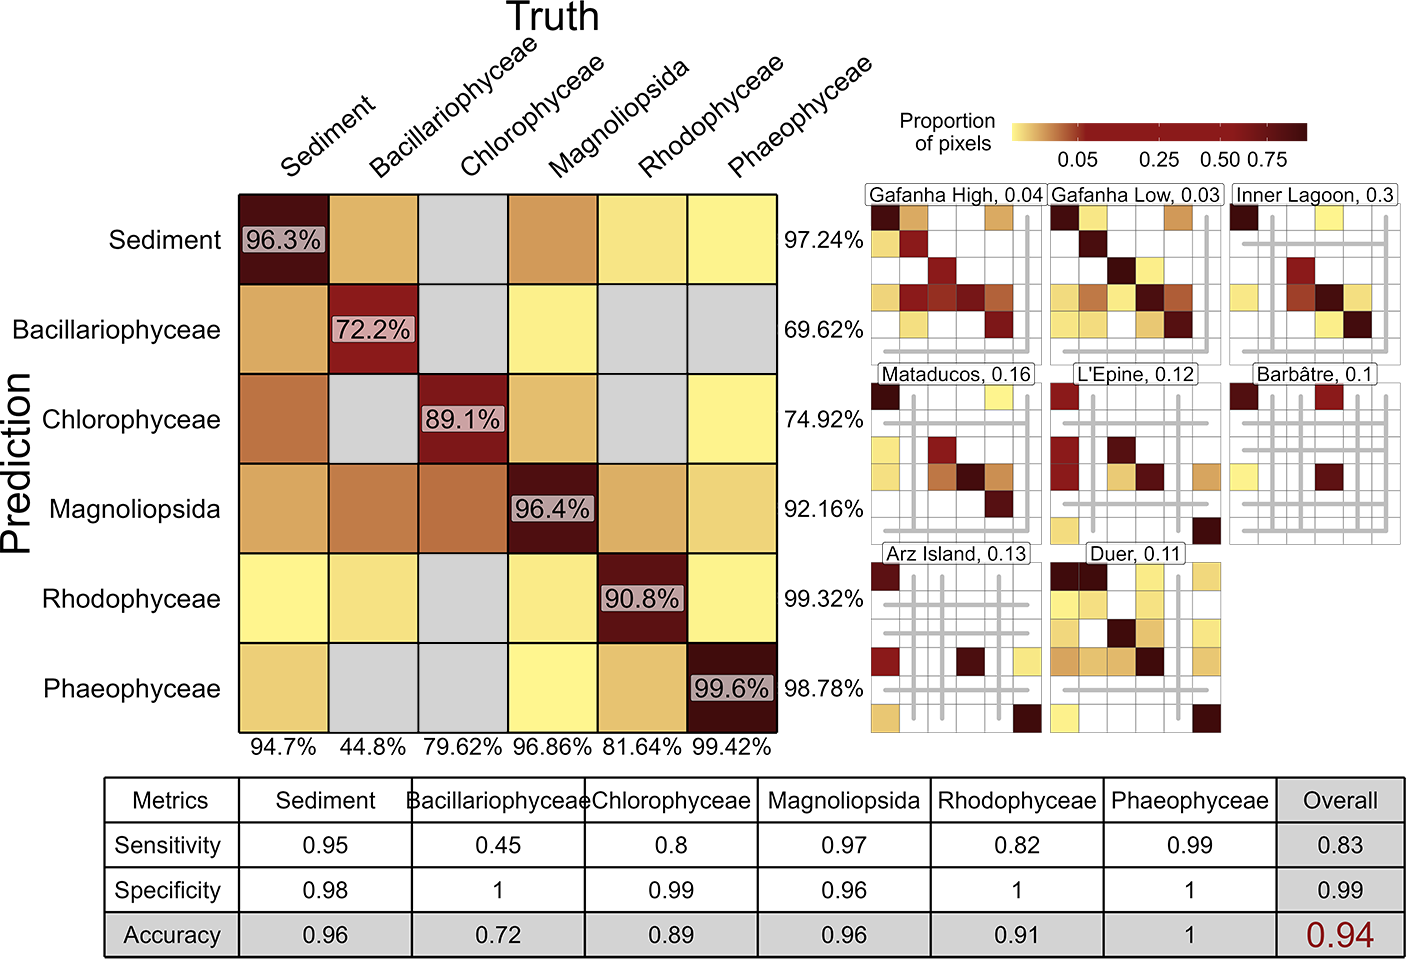 Truth
Sediment
Bacillariophyceae
Chlorophyceae
Magnoliopsida
Rhodophyceae
Phaeophyceae
Prediction
Sediment 96.3% 97.24%
Bacillariophyceae 72.2% 69.62%
Chlorophyceae 89.1% 74.92%
Magnoliopsida 96.4% 92.16%
Rhodophyceae 90.8% 99.32%
Phaeophyceae 99.6% 98.78%
94.7% 44.8% 79.62% 96.86% 81.64% 99.42%
Proportion
of pixels
0.05 0.25 0.50 0.75
Gafanha High, 0.04 Gafanha Low, 0.03 Inner Lagoon, 0.3
Mataducos, 0.16 L'Epine, 0.12 Barbâtre, 0.1
Arz Island, 0.13 Duer, 0.11
Metrics Sediment Bacillariophyceae Chlorophyceae Magnoliopsida Rhodophyceae Phaeophyceae Overall
Sensitivity 0.95 0.45 0.8 0.97 0.82 0.99 0.83
Specificity 0.98 1 0.99 0.96 1 1 0.99
Accuracy 0.96 0.72 0.89 0.96 0.91 1 0.94